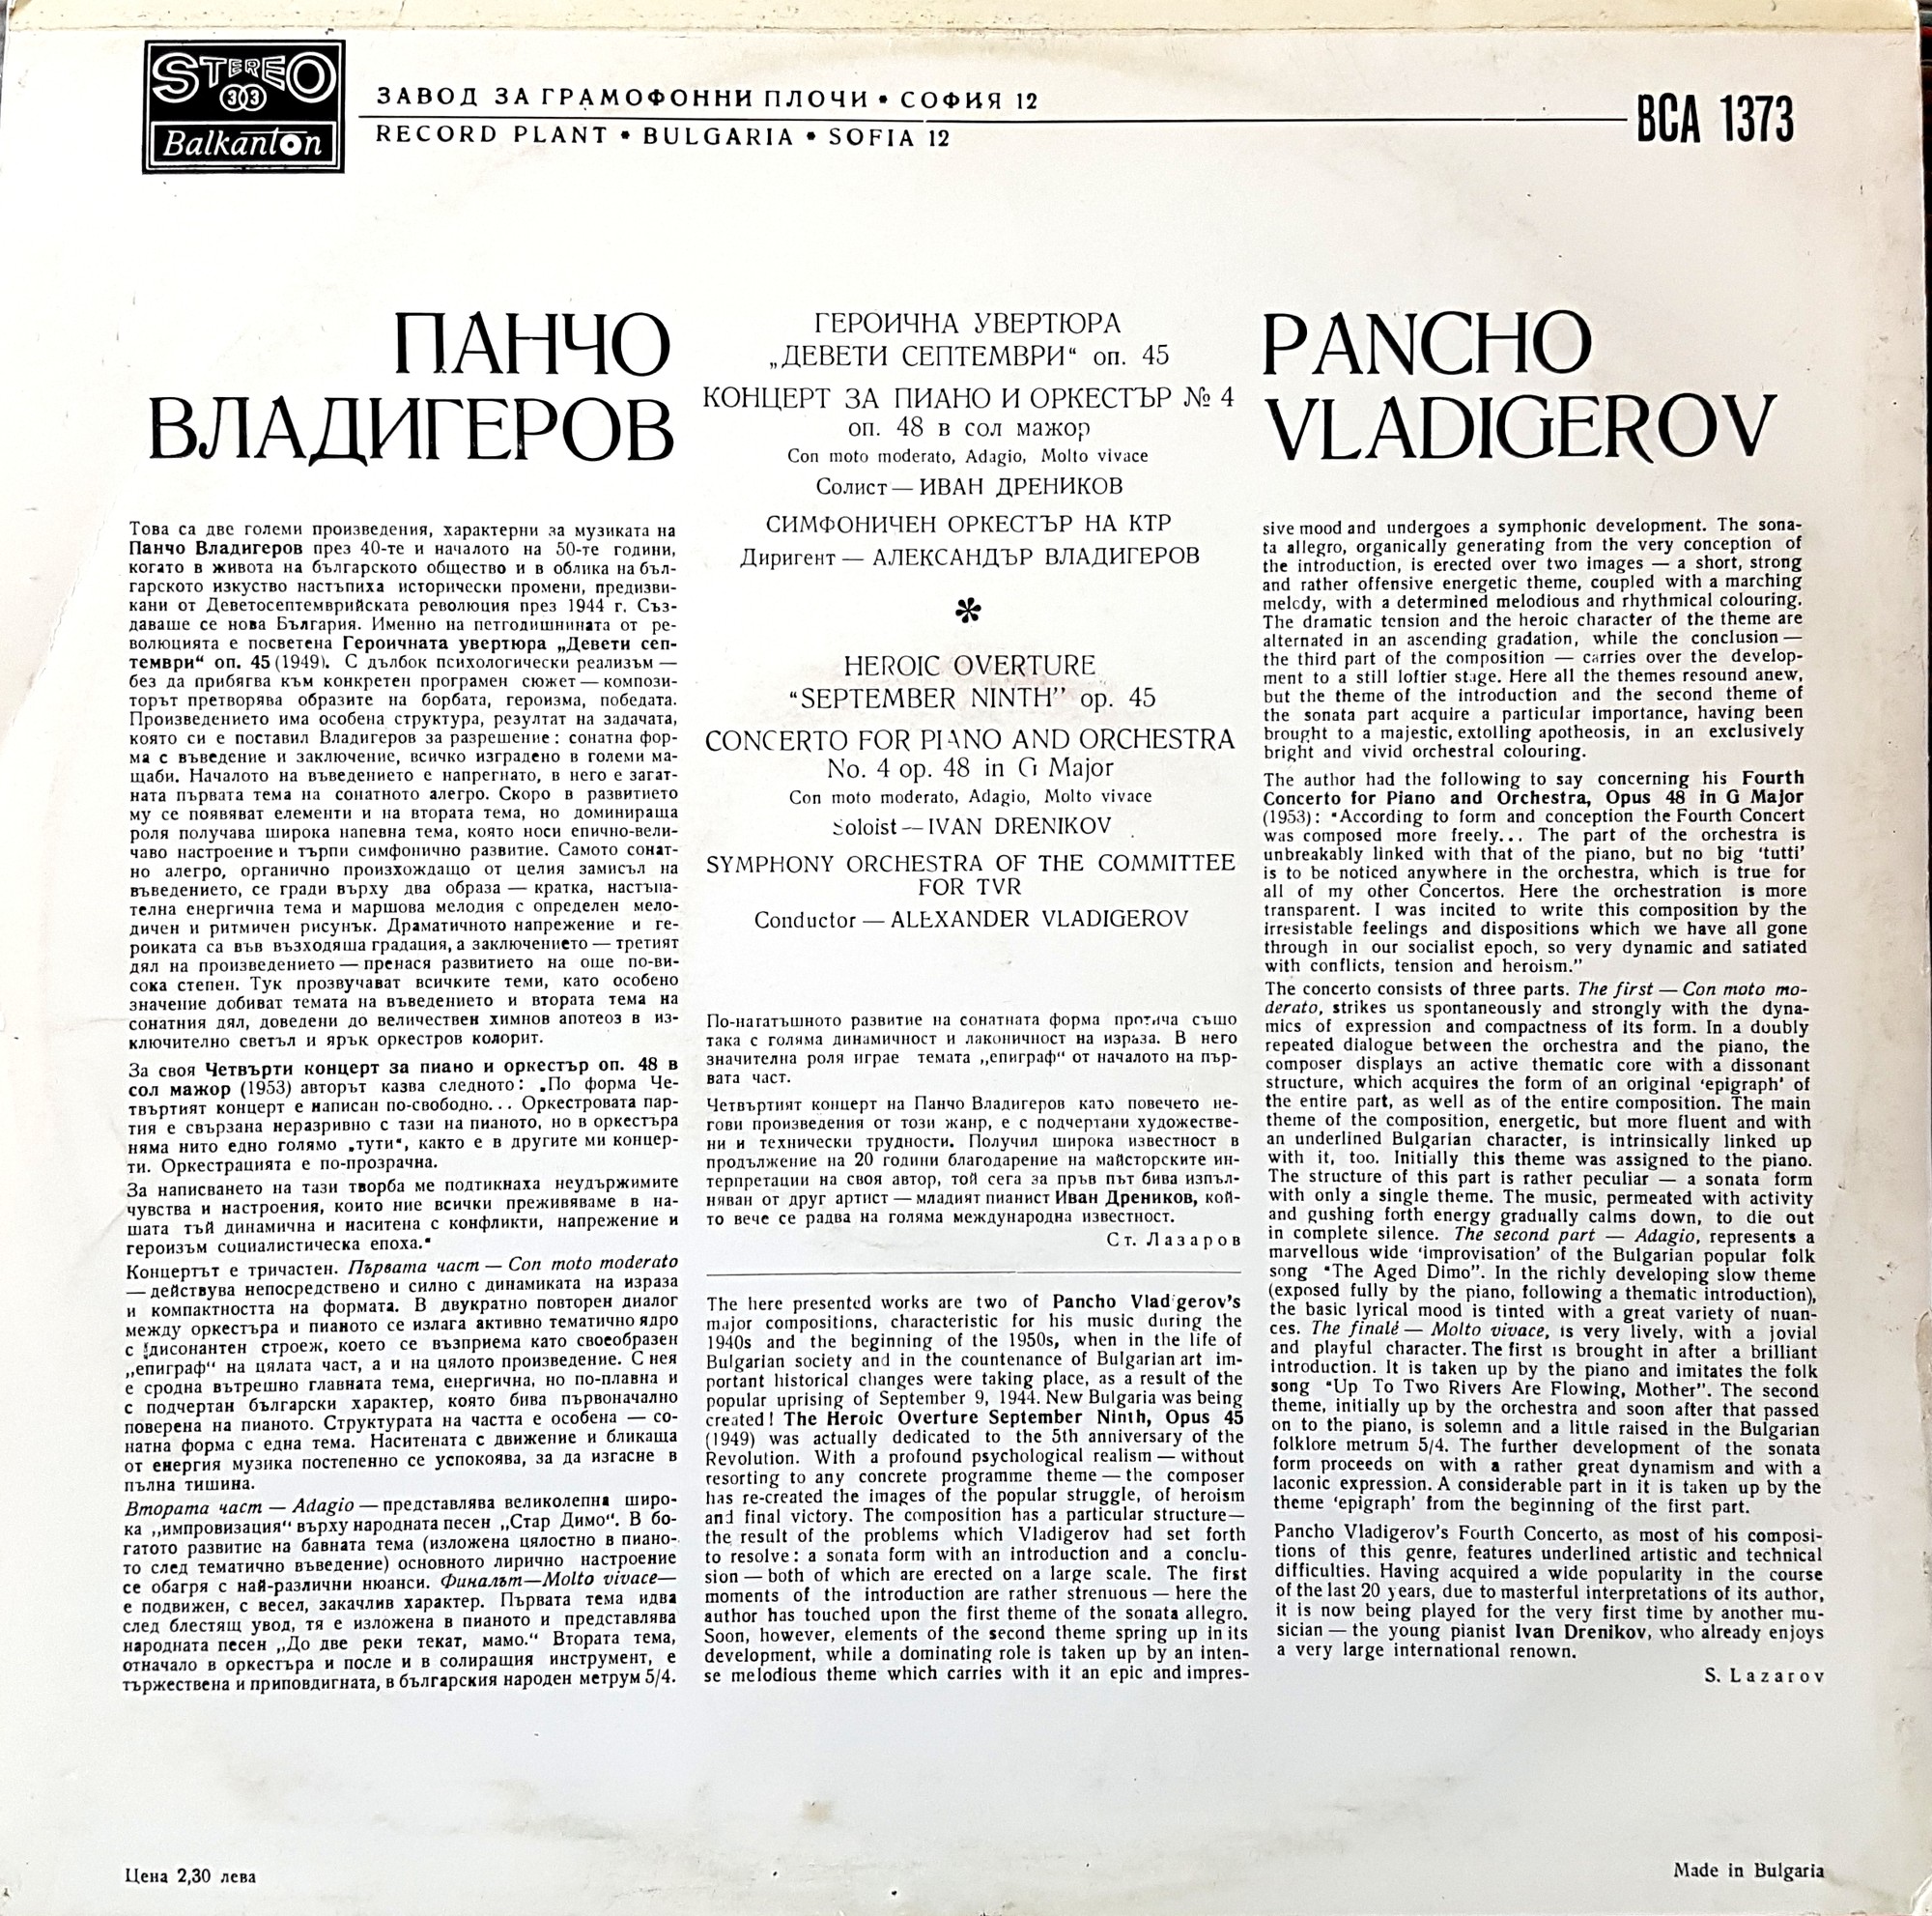 STEREO
33
Balkanton
ЗАВОД ЗА ГРАМОФОННИ ПЛОЧИ • СОФИЯ 12
RECORD PLANT • BULGARIA • SOFIA 12
ВСА 1373
ПАНЧО
ВЛАДИГЕРОВ
Това са две големи произведения, характерни за музиката на
Панчо Владигеров през 40-те и началото на 50-те години,
когато в живота на българското общество и в облика на бъл-
гарското изкуство настъпиха исторически промени, предизви-
кани от Деветосептемврийската революция през 1944 г. Съз-
даваше се нова България. Именно на петгодишнината от ре-
волюцията е посветена Героичната увертюра „Девети сеп-
тември“ оп. 45 (1949). С дълбок психологически реализъм —
без да прибягва към конкретен програмен сюжет — компози-
торът претворява образите на борбата, героизма, победата.
Произведението има особена структура, резултат на задачата,
която си е поставил Владигеров за разрешение: сонатна фор-
ма с въведение и заключение, всичко изградено в големи ма-
щаби. Началото на въведението е напрегнато, в него е загат-
ната първата тема на сонатното алегро. Скоро в развитието
му се появяват елементи и на втората тема, но доминираща
роля получава широка напевна тема, която носи епично-вели-
чаво настроение и търпи симфонично развитие. Самото сонат-
но алегро, органично произхождащо от целия замисъл на
въведението, се гради върху два образа — кратка, настъпа-
телна енергична тема и маршова мелодия с определен мело-
дичен и ритмичен рисунък. Драматичното напрежение и ге-
роиката са във възходяша градация, а заключението — третият
дял на произведението — пренася развитието на още по-ви-
сока степен. Тук прозвучават всичките теми, като особено
значение добиват темата на въведението и втората тема на
сонатния дял, доведени до величествен химнов апотеоз в из-
ключително светъл и ярък оркестров колорит.
За своя Четвърти концерт за пиано и оркестър оп. 48 в
сол мажор (1953) авторът казва следното: „По форма Че-
твъртият концерт е написан по-свободно... Оркестровата пар-
тия е свързана неразривно с тази на пианото, но в оркестъра
няма нито едно голямо „тути“, както е в другите ми концер-
ти. Оркестрацията е по-прозрачна.
За написването на тази творба ме подтикнаха неудържимите
чувства и настроения, които ние всички преживяваме в на-
шата тъй динамична и наситена с конфликти, напрежение и
героизъм социалистическа епоха.“
Концертът е тричастен. Първата част — Con moto moderato
— действува непосредствено и силно с динамиката на израза
и компактността на формата. В двукратно повторен диалог
между оркестъра и пианото се излага активно тематично ядро
с дисонантен строеж, което се възприема като своеобразен
„епиграф“ на цялата част, а и на цялото произведение. С нея
е сродна вътрешно главната тема, енергична, но по-плавна и
с подчертан български характер, която бива първоначално
поверена на пианото. Структурата на частта е особена — со-
натна форма с една тема. Наситената с движение и бликаща
от енергия музика постепенно се успокоява, за да изгасне в
пълна тишина.
Втората част — Adagio — представлява великолепна широ-
ка „импровизация“ върху народната песен „Стар Димо“. В бо-
гатото развитие на бавната тема (изложена цялостно в пиано-
то след тематично въведение) основното лирично настроение
се обагря с най-различни нюанси. Финалът—Molto vivace—
е подвижен, с весел, закачлив характер. Първата тема идва
след блестящ увод, тя е изложена в пианото и представлява
народната песен „До две реки текат, мамо.“ Втората тема,
отначало в оркестъра и после и в солиращия инструмент, е
тържествена и приповдигната, в българския народен метрум 5/4.
ГЕРОИЧНА УВЕРТЮРА
„ДЕВЕТИ СЕПТЕМВРИ“ оп. 45
КОНЦЕРТ ЗА ПИАНО И ОРКЕСТЪР № 4
оп. 48 в сол мажор
Con moto moderato, Adagio, Molto vivace
Солист — ИВАН ДРЕНИКОВ
СИМФОНИЧЕН ОРКЕСТЪР НА КТР
Диригент — АЛЕКСАНДЪР ВЛАДИГЕРОВ
HEROIC OVERTURE
“SEPTEMBER NINTH” op. 45
CONCERTO FOR PIANO AND ORCHESTRA
No. 4 op. 48 in G Major
Con moto moderato, Adagio, Molto vivace
Soloist — IVAN DRENIKOV
SYMPHONY ORCHESTRA OF THE COMMITTEE
FOR TVR
Conductor — ALEXANDER VLADIGEROV
По-нагатъшното развитие на сонатната форма протича също
така с голяма динамичност и лаконичност на израза. В него
значителна роля играе темата „епиграф“ от началото на пър-
вата част.
Четвъртият концерт на Панчо Владигеров като повечето не-
гови произведения от този жанр, е с подчертани художестве-
ни и технически трудности. Получил широка известност в
продължение на 20 години благодарение на майсторските ин-
терпретации на своя автор, той сега за пръв път бива изпъл-
няван от друг артист — младият пианист Иван Дреников, кой-
то вече се радва на голяма международна известност.
Ст. Лазаров
The here presented works are two of Pancho Vladigerov's
major compositions, characteristic for his music during the
1940s and the beginning of the 1950s, when in the life of
Bulgarian society and in the countenance of Bulgarian art im-
portant historical changes were taking place, as a result of the
popular uprising of September 9, 1944. New Bulgaria was being
created! The Heroic Overture September Ninth, Opus 45
(1949) was actually dedicated to the 5th anniversary of the
Revolution. With a profound psychological realism — without
resorting to any concrete programme theme — the composer
has re-created the images of the popular struggle, of heroism
and final victory. The composition has a particular structure—
the result of the problems which Vladigerov had set forth
to resolve: a sonata form with an introduction and a conclu-
sion — both of which are erected on a large scale. The first
moments of the introduction are rather strenuous — here the
author has touched upon the first theme of the sonata allegro.
Soon, however, elements of the second theme spring up in its
development, while a dominating role is taken up by an inten-
se melodious theme which carries with it an epic and impres-
PANCHO
VLADIGEROV
sive mood and undergoes a symphonic development. The sona-
ta allegro, organically generating from the very conception of
the introduction, is erected over two images — a short, strong
and rather offensive energetic theme, coupled with a marching
melody, with a determined melodious and rhythmical colouring.
The dramatic tension and the heroic character of the theme are
alternated in an ascending gradation, while the conclusion —
the third part of the composition — carries over the develop-
ment to a still loftier stage. Here all the themes resound anew,
but the theme of the introduction and the second theme of
the sonata part acquire a particular importance, having been
brought to a majestic, extolling apotheosis, in an exclusively
bright and vivid orchestral colouring.
The author had the following to say concerning his Fourth
Concerto for Piano and Orchestra, Opus 48 in G Major
(1953): “According to form and conception the Fourth Concert
was composed more freely... The part of the orchestra is
unbreakably linked with that of the piano, but no big ‘tutti’
is to be noticed anywhere in the orchestra, which is true for
all of my other Concertos. Here the orchestration is more
transparent. I was incited to write this composition by the
irresistable feelings and dispositions which we have all gone
through in our socialist epoch, so very dynamic and satiated
with conflicts, tension and heroism.”
The concerto consists of three parts. The first — Con moto mo-
derato, strikes us spontaneously and strongly with the dyna-
mics of expression and compactness of its form. In a doubly
repeated dialogue between the orchestra and the piano, the
composer displays an active thematic core with a dissonant
structure, which acquires the form of an original ‘epigraph’ of
the entire part, as well as of the entire composition. The main
theme of the composition, energetic, but more fluent and with
an underlined Bulgarian character, is intrinsically linked up
with it, too. Initially this theme was assigned to the piano.
The structure of this part is rather peculiar — a sonata form
with only a single theme. The music, permeated with activity
and gushing forth energy gradually calms down, to die out
in complete silence. The second part — Adagio, represents a
marvellous wide ‘improvisation’ of the Bulgarian popular folk
song “The Aged Dimo”. In the richly developing slow theme
(exposed fully by the piano, following a thematic introduction),
the basic lyrical mood is tinted with a great variety of nuan-
ces. The finalé — Molto vivace, is very lively, with a jovial
and playful character. The first is brought in after a brilliant
introduction. It is taken up by the piano and imitates the folk
song “Up To Two Rivers Are Flowing, Mother”. The second
theme, initially up by the orchestra and soon after that passed
on to the piano, is solemn and a little raised in the Bulgarian
folklore metrum 5/4. The further development of the sonata
form proceeds on with a rather great dynamism and with a
laconic expression. A considerable part in it is taken up by the
theme ‘epigraph’ from the beginning of the first part.
Pancho Vladigerov's Fourth Concerto, as most of his composi-
tions of this genre, features underlined artistic and technical
difficulties. Having acquired a wide popularity in the course
of the last 20 years, due to masterful interpretations of its author,
it is now being played for the very first time by another mu-
sician — the young pianist Ivan Drenikov, who already enjoys
a very large international renown.
S. Lazarov
Цена 2,30 лева
Made in Bulgaria